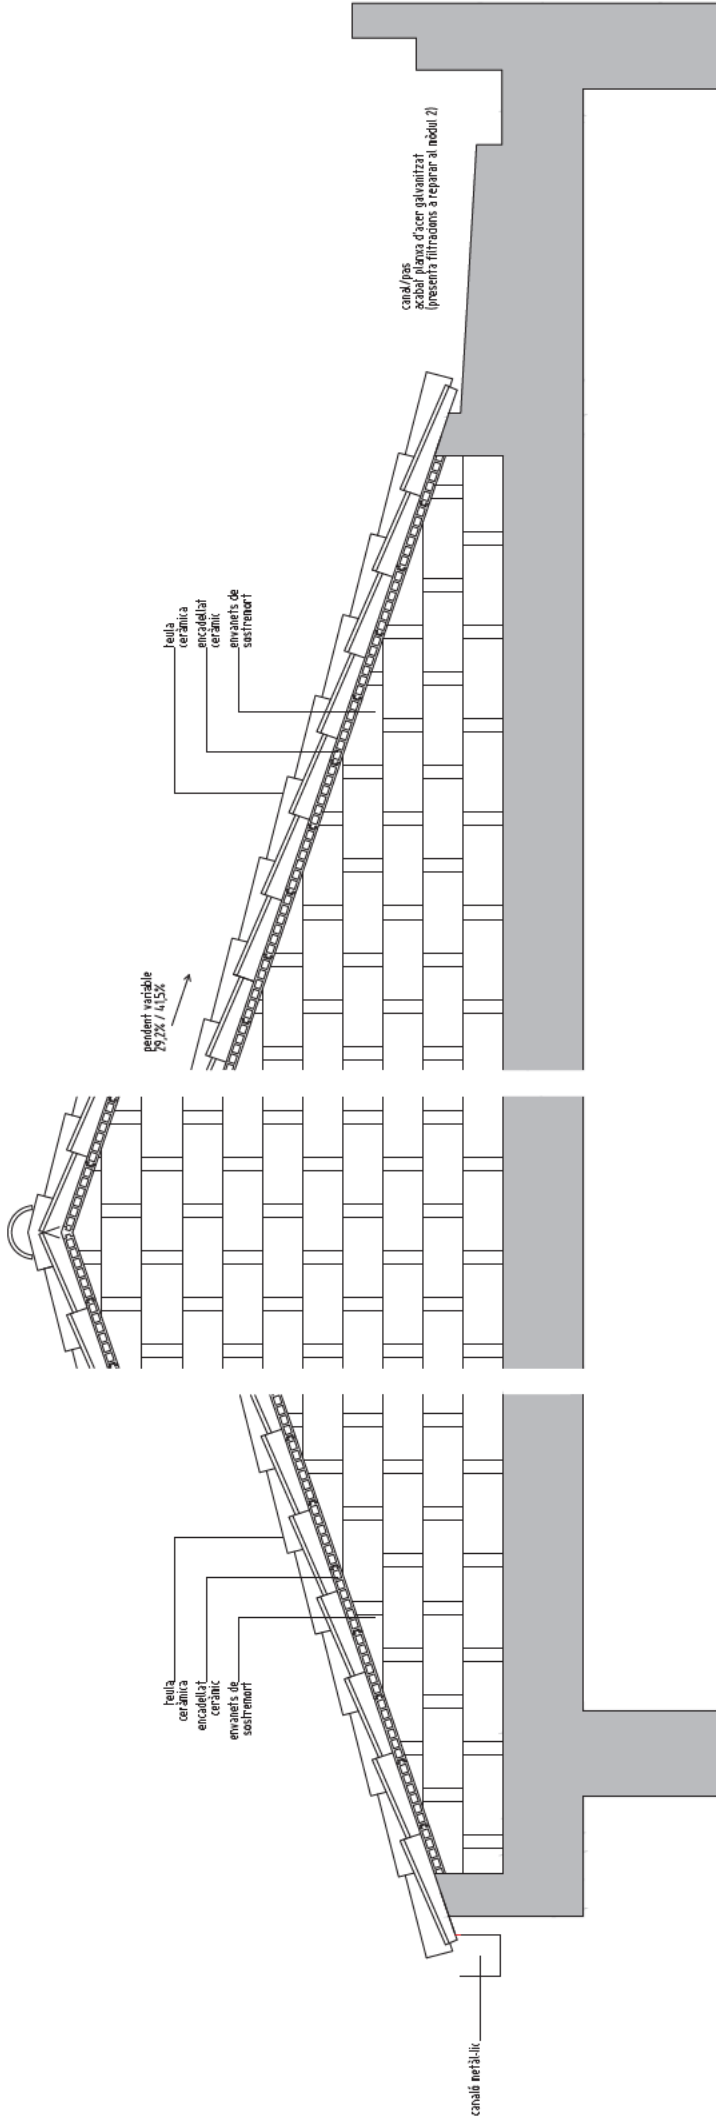 canaló metàl·lic
teula
ceràmica
encadellat
ceràmic
envanets de
sostremort
pendent variable
29,2% / 41,5%
teula
ceràmica
encadellat
ceràmic
envanets de
sostremort
canal/pas
acabat planxa d'acer galvanitzat
(presenta filtracions a reparar al mòdul 2)